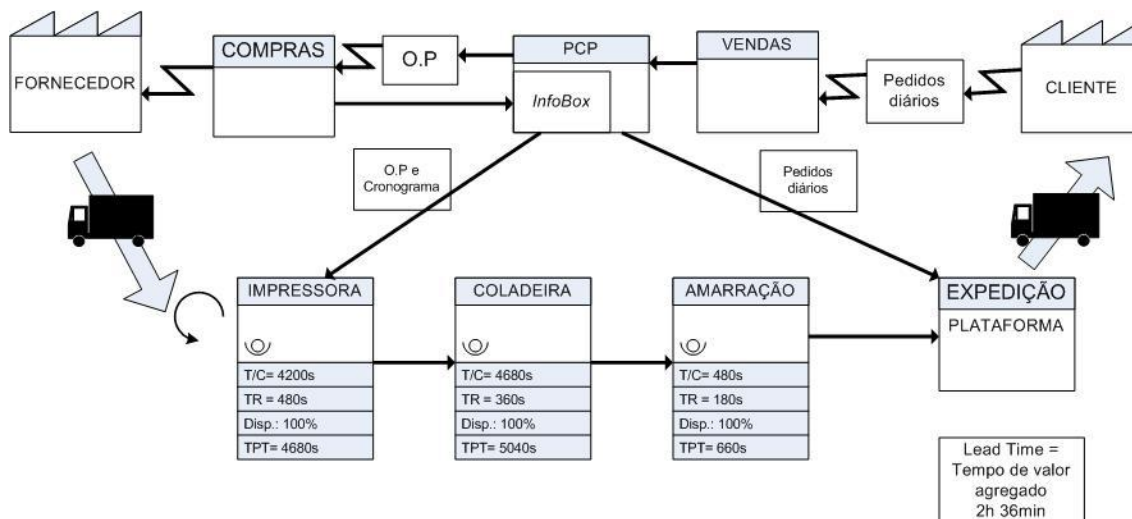 FORNECEDOR
COMPRAS
O.P
PCP
InfoBox
VENDAS
Pedidos
diários
CLIENTE
O.P e
Cronograma
Pedidos
diários
IMPRESSORA
T/C= 4200s
TR = 480s
Disp.: 100%
TPT= 4680s
COLADEIRA
T/C= 4680s
TR = 360s
Disp.: 100%
TPT= 5040s
AMARRAÇÃO
T/C= 480s
TR = 180s
Disp.: 100%
TPT= 660s
EXPEDIÇÃO
PLATAFORMA
Lead Time =
Tempo de valor
agregado
2h 36min